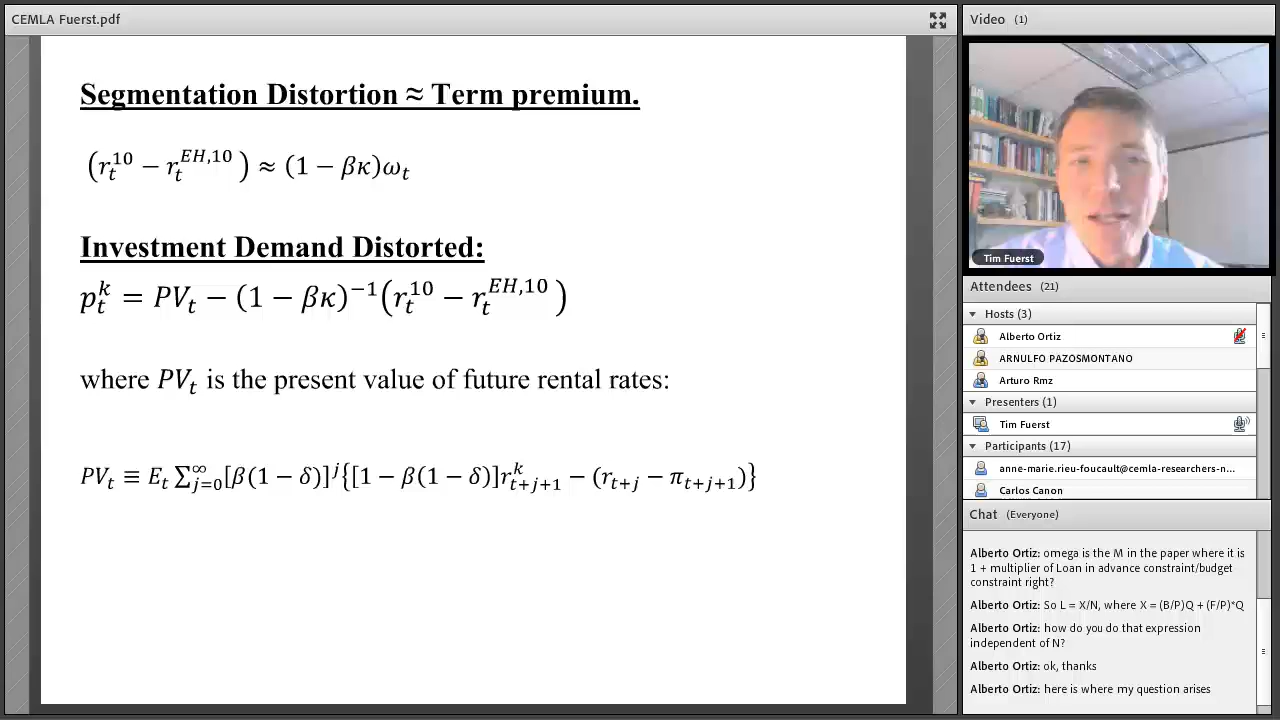 CEMLA Fuerst.pdf
Segmentation Distortion ≈ Term premium.
(r_t^{10} − r_t^{EH,10}) ≈ (1 − βκ)ω_t
Investment Demand Distorted:
p_t^k = PV_t − (1 − βκ)^{−1}(r_t^{10} − r_t^{EH,10})
where PV_t is the present value of future rental rates:
PV_t ≡ E_t ∑_{j=0}^{∞}[β(1 − δ)]^j{[1 − β(1 − δ)]r_{t+j+1}^k − (r_{t+j} − π_{t+j+1})}
Video (1)
Tim Fuerst
Attendees (21)
Hosts (3)
Alberto Ortiz
ARNULFO PAZOSMONTANO
Arturo Rmz
Presenters (1)
Tim Fuerst
Participants (17)
anne-marie.rieu-foucault@cemla-researchers-n...
Carlos Canon
Chat (Everyone)
Alberto Ortiz: omega is the M in the paper where it is
1 + multiplier of Loan in advance constraint/budget
constraint right?
Alberto Ortiz: So L = X/N, where X = (B/P)Q + (F/P)*Q
Alberto Ortiz: how do you do that expression
independent of N?
Alberto Ortiz: ok, thanks
Alberto Ortiz: here is where my question arises